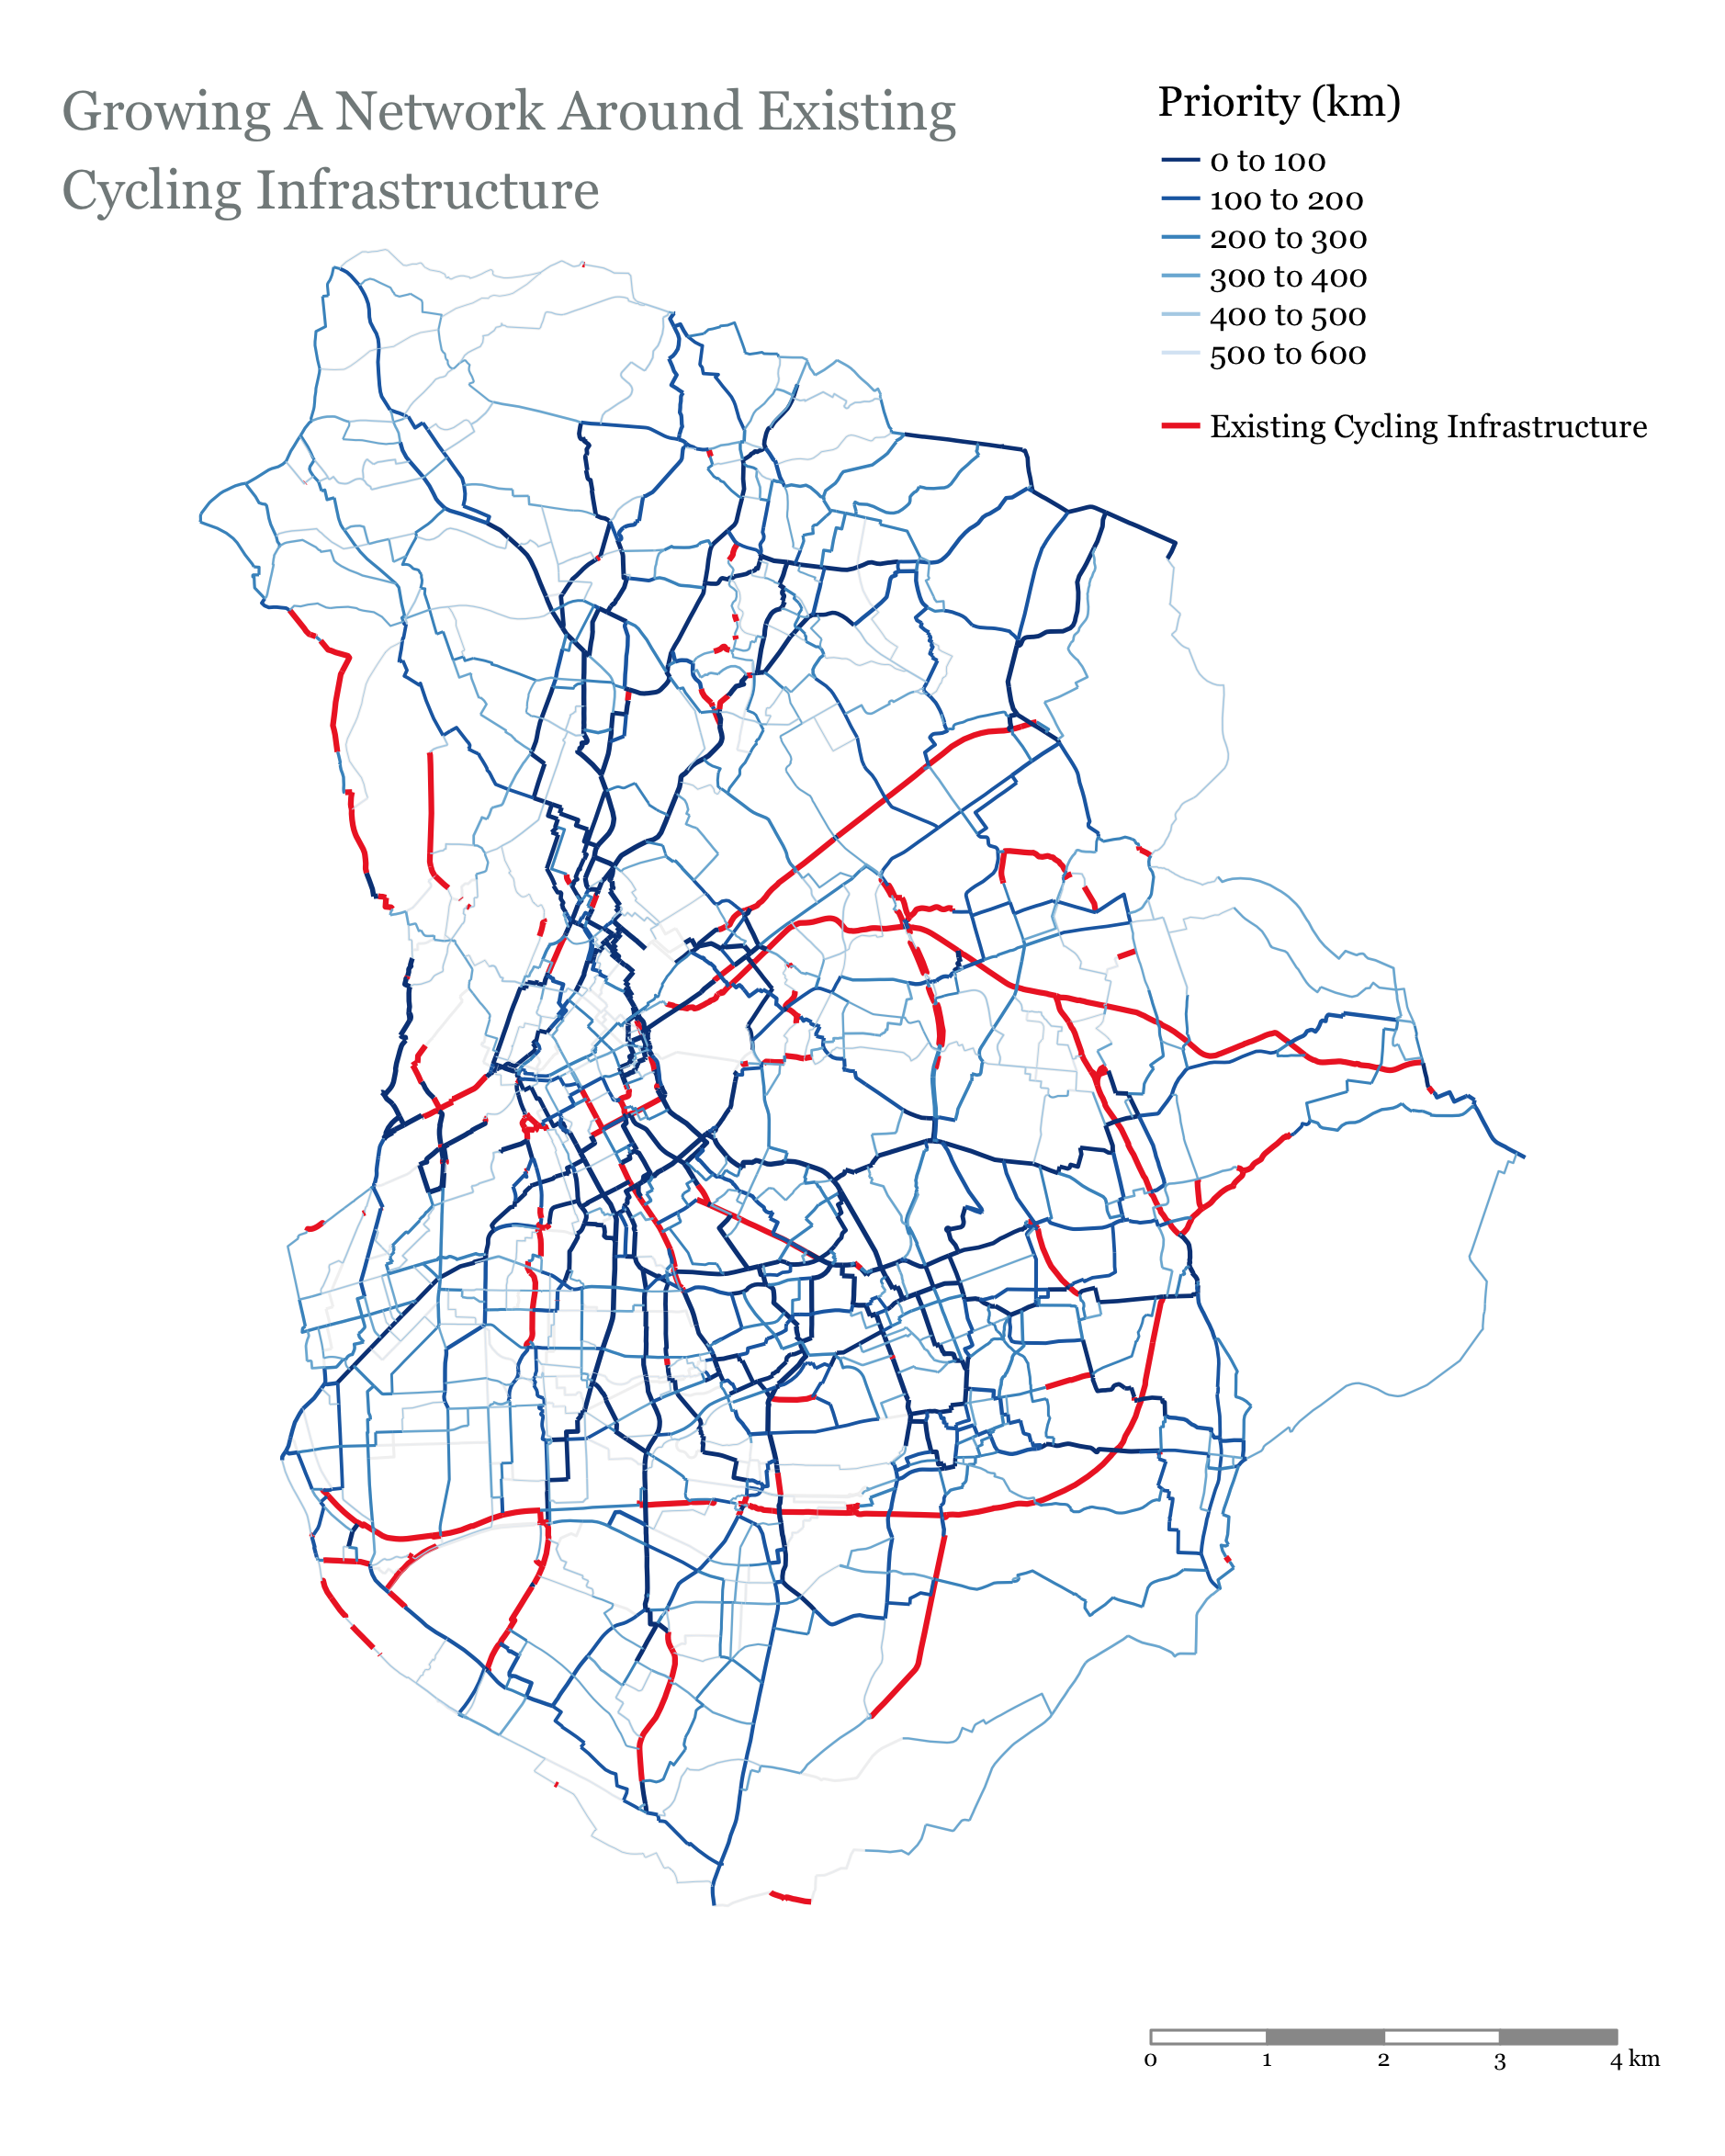 Growing A Network Around Existing
Cycling Infrastructure
Priority (km)
0 to 100
100 to 200
200 to 300
300 to 400
400 to 500
500 to 600
Existing Cycling Infrastructure
0 1 2 3 4 km